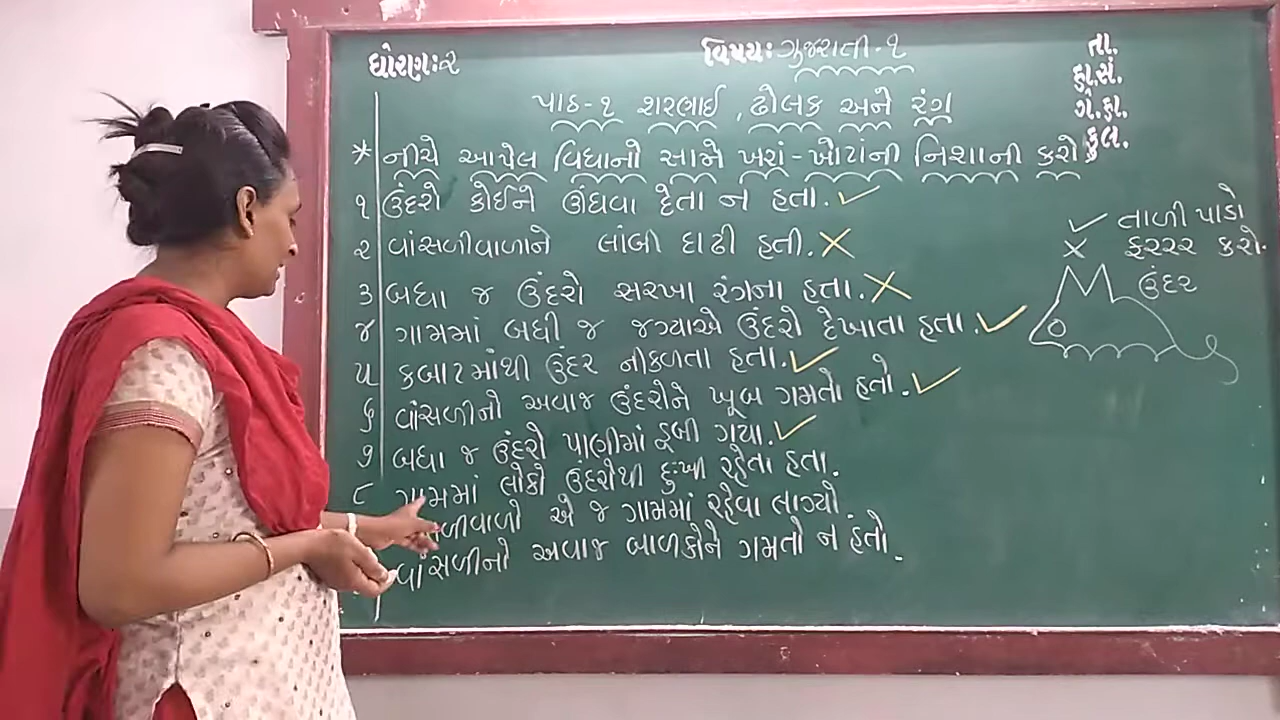 ધોરણઃ૨
વિષયઃ ગુજરાતી-૧
તા.
હા.સં.
ગે.હા.
કુલ.
પાઠ-૧ શરણાઈ, ઢોલક અને રંગ
* નીચે આપેલ વિધાનો સામે ખરાં-ખોટાંની નિશાની કરો
૧ ઉંદરો કોઈને ઊંઘવા દેતા ન હતા. ✓
૨ વાંસળીવાળાને લાંબી દાઢી હતી. ✗
૩ બધા જ ઉંદરો સરખા રંગના હતા. ✗
૪ ગામમાં બધી જ જગ્યાએ ઉંદરો દેખાતા હતા. ✓
૫ કબાટમાંથી ઉંદર નીકળતા હતા. ✓
૬ વાંસળીનો અવાજ ઉંદરોને ખૂબ ગમતો હતો. ✓
૭ બધા જ ઉંદરો પાણીમાં ડૂબી ગયા. ✓
૮ ગામમાં લોકો ઉંદરોથી દુઃખી રહેતા હતા.
ળીવાળો એ જ ગામમાં રહેવા લાગ્યો.
વાંસળીનો અવાજ બાળકોને ગમતો ન હતો.
✓ તાળી પાડો
✗ ફરરર કરો.
ઉંદર